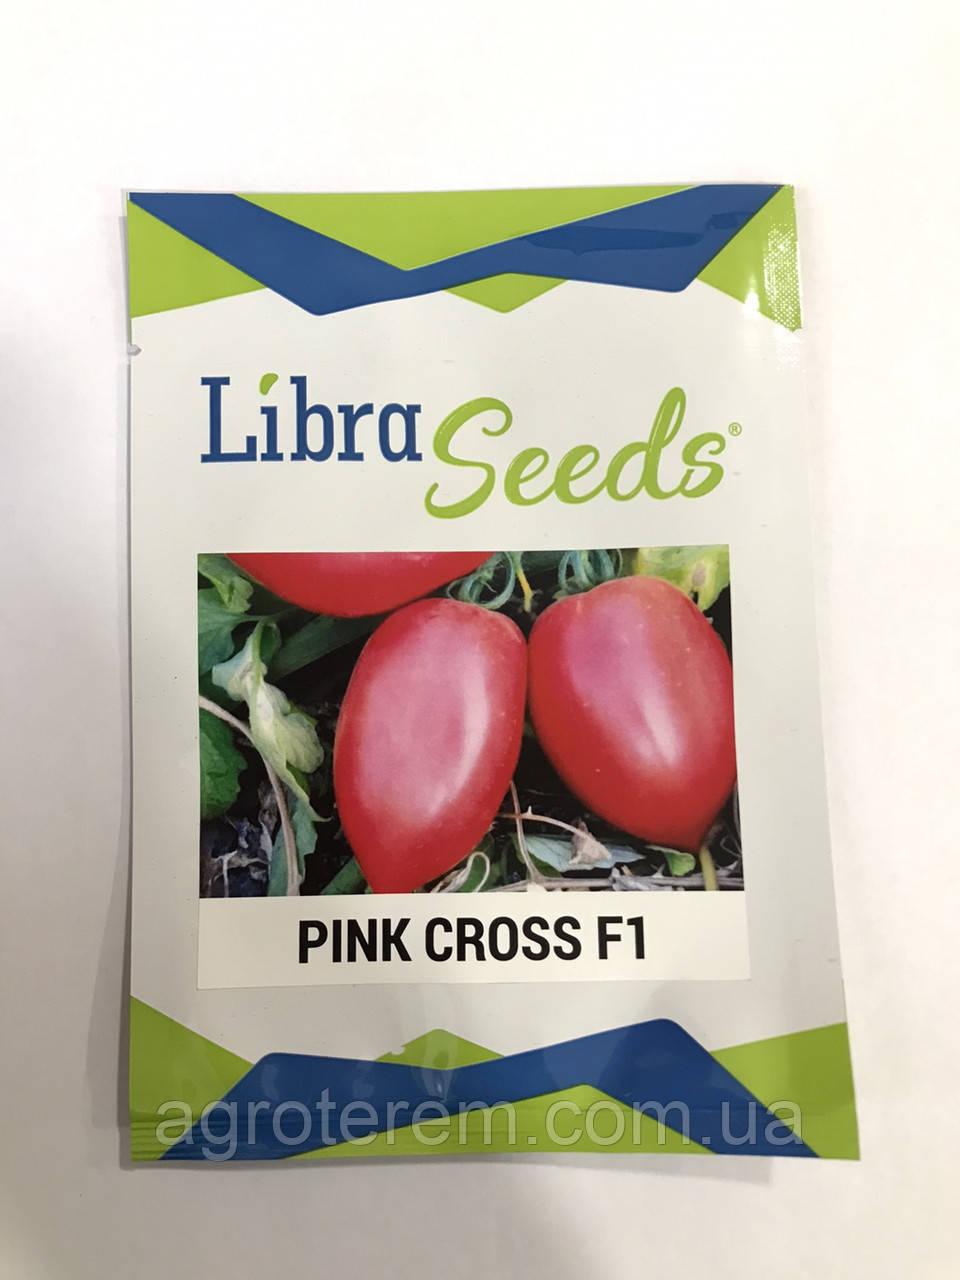 Libra Seeds®
PINK CROSS F1
agroterem.com.ua